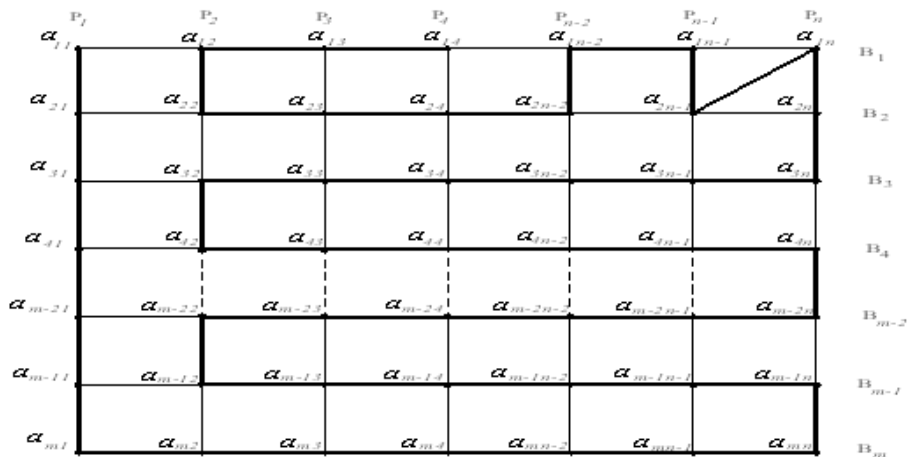 P₁ P₂ P₃ P₄ Pₙ₋₂ Pₙ₋₁ Pₙ
α₁₁ α₁₂ α₁₃ α₁₄ α₁ₙ₋₂ α₁ₙ₋₁ α₁ₙ B₁
α₂₁ α₂₂ α₂₃ α₂₄ α₂ₙ₋₂ α₂ₙ₋₁ α₂ₙ B₂
α₃₁ α₃₂ α₃₃ α₃₄ α₃ₙ₋₂ α₃ₙ₋₁ α₃ₙ B₃
α₄₁ α₄₂ α₄₃ α₄₄ α₄ₙ₋₂ α₄ₙ₋₁ α₄ₙ B₄
αₘ₋₂₁ αₘ₋₂₂ αₘ₋₂₃ αₘ₋₂₄ αₘ₋₂ₙ₋₂ αₘ₋₂ₙ₋₁ αₘ₋₂ₙ Bₘ₋₂
αₘ₋₁₁ αₘ₋₁₂ αₘ₋₁₃ αₘ₋₁₄ αₘ₋₁ₙ₋₂ αₘ₋₁ₙ₋₁ αₘ₋₁ₙ Bₘ₋₁
αₘ₁ αₘ₂ αₘ₃ αₘ₄ αₘₙ₋₂ αₘₙ₋₁ αₘₙ Bₘ